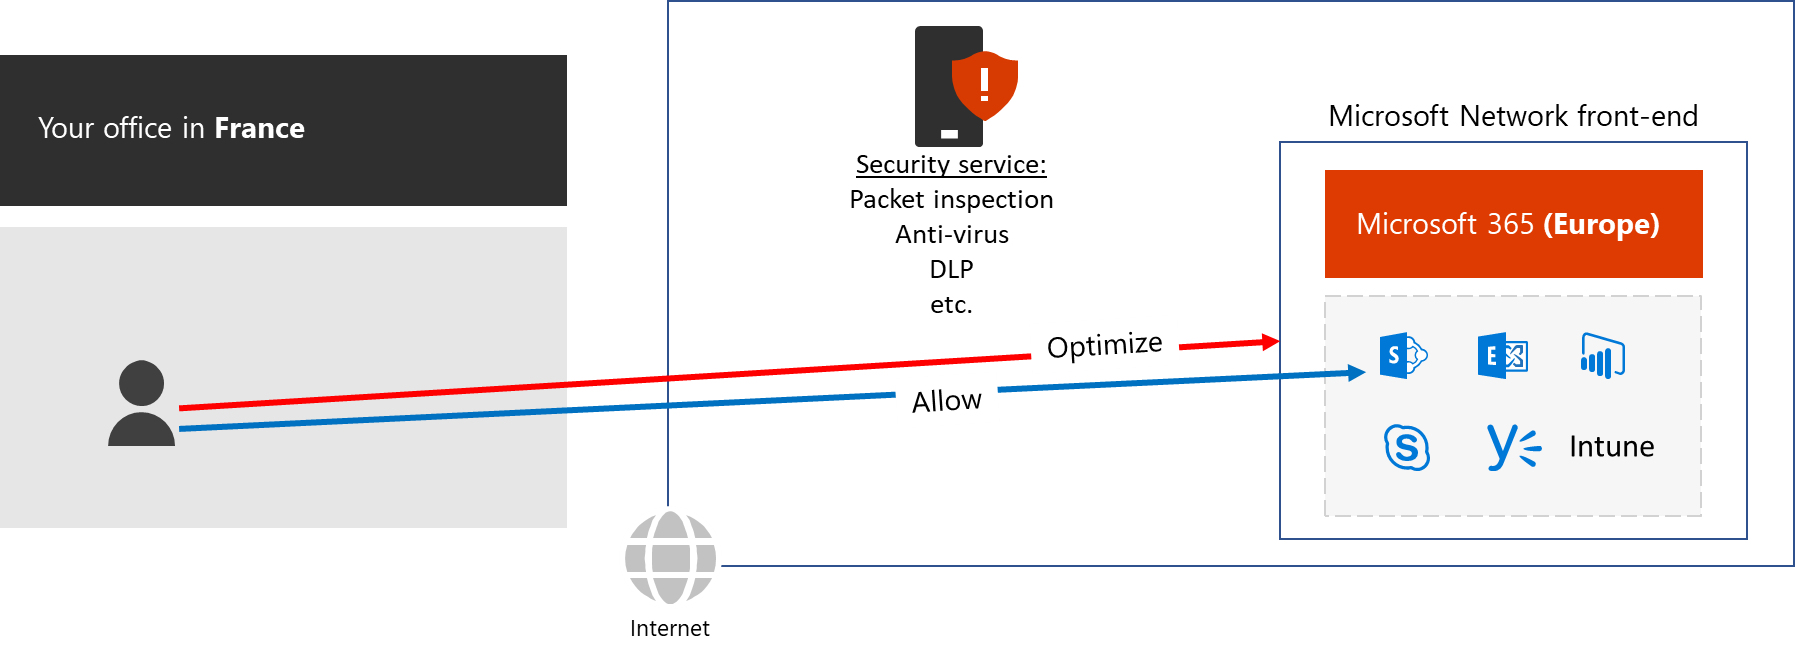 Your office in France
Security service:
Packet inspection
Anti-virus
DLP
etc.
Microsoft Network front-end
Microsoft 365 (Europe)
Optimize
Allow
S
E
S
y
Intune
Internet